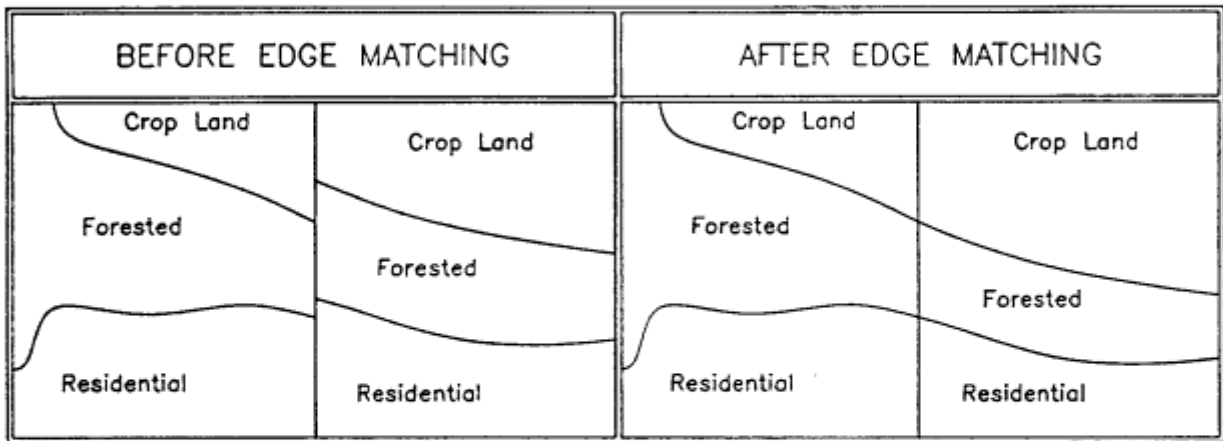 BEFORE EDGE MATCHING
Crop Land
Crop Land
Forested
Forested
Residential
Residential
AFTER EDGE MATCHING
Crop Land
Crop Land
Forested
Forested
Residential
Residential